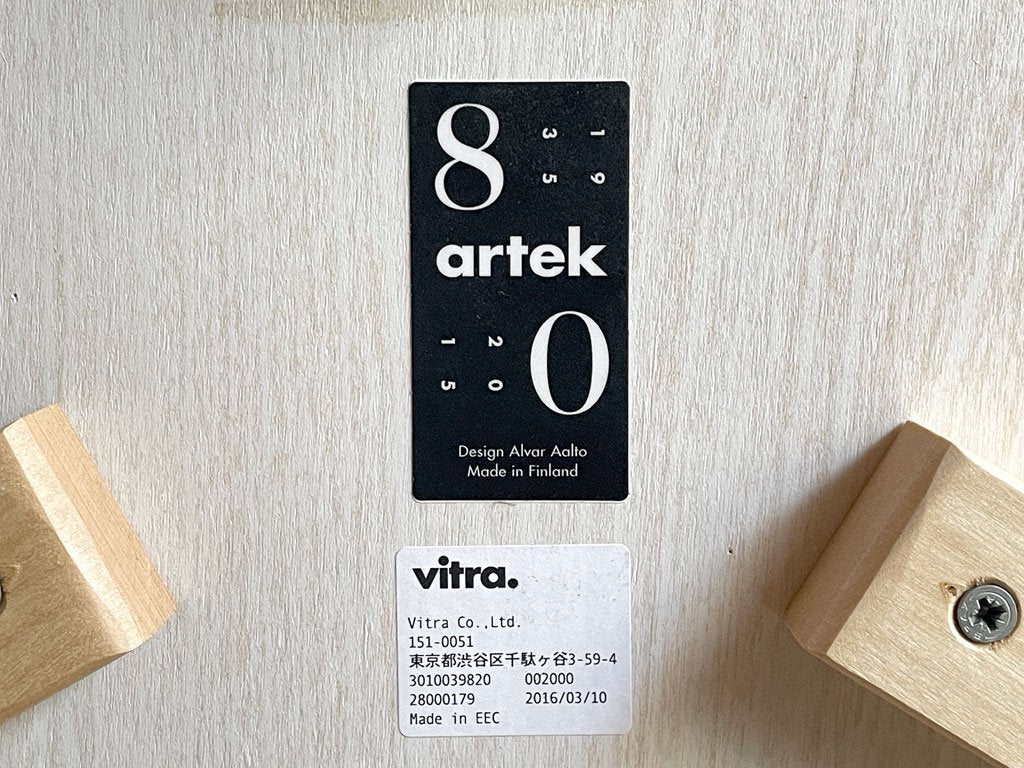 8 3 1
5 9
artek
1 2 0
5 0
Design Alvar Aalto
Made in Finland
vitra.
Vitra Co.,Ltd.
151-0051
東京都渋谷区千駄ヶ谷3-59-4
3010039820 002000
28000179 2016/03/10
Made in EEC